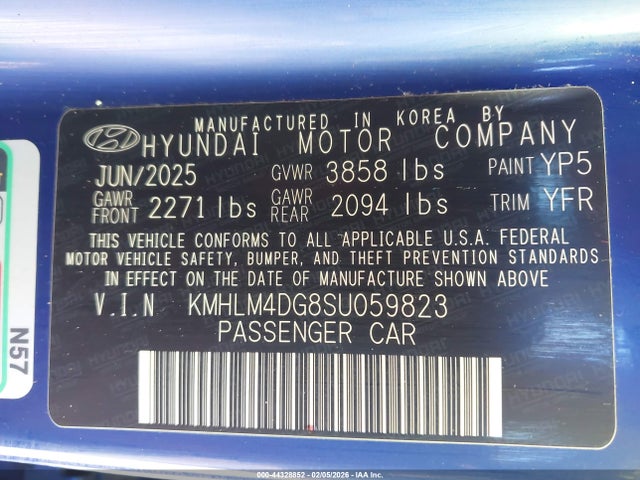 MANUFACTURED IN KOREA BY
HYUNDAI MOTOR COMPANY
JUN/2025 GVWR 3858 lbs PAINT YP5
GAWR FRONT 2271 lbs GAWR REAR 2094 lbs TRIM YFR
THIS VEHICLE CONFORMS TO ALL APPLICABLE U.S.A. FEDERAL
MOTOR VEHICLE SAFETY, BUMPER, AND THEFT PREVENTION STANDARDS
IN EFFECT ON THE DATE OF MANUFACTURE SHOWN ABOVE
V.I.N KMHLM4DG8SU059823
PASSENGER CAR
N57
000-44328852 - 02/05/2026 - IAA Inc.